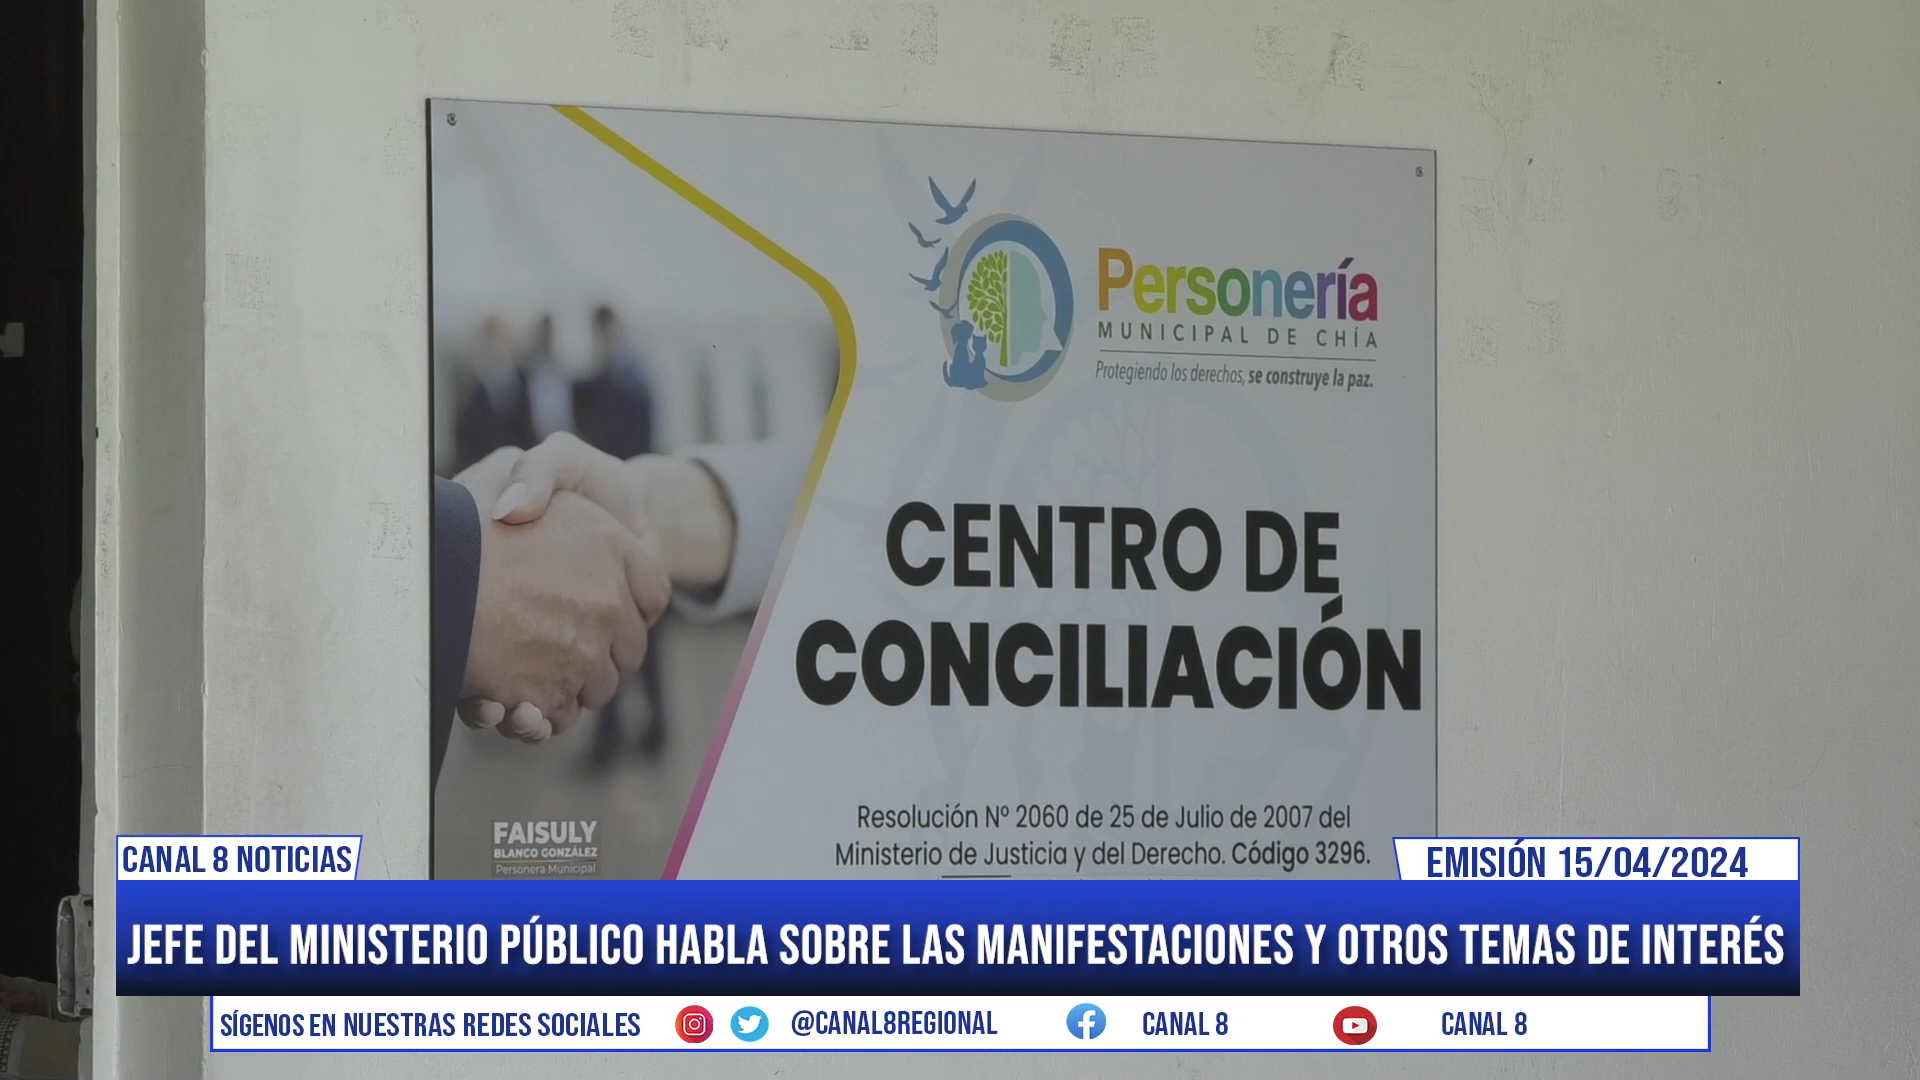 Personería
MUNICIPAL DE CHÍA
Protegiendo los derechos, se construye la paz.
CENTRO DE
CONCILIACIÓN
Resolución Nº 2060 de 25 de Julio de 2007 del
Ministerio de Justicia y del Derecho. Código 3296.
FAISULY
BLANCO GONZÁLEZ
Personera Municipal
CANAL 8 NOTICIAS
EMISIÓN 15/04/2024
JEFE DEL MINISTERIO PÚBLICO HABLA SOBRE LAS MANIFESTACIONES Y OTROS TEMAS DE INTERÉS
SÍGENOS EN NUESTRAS REDES SOCIALES @CANAL8REGIONAL CANAL 8 CANAL 8